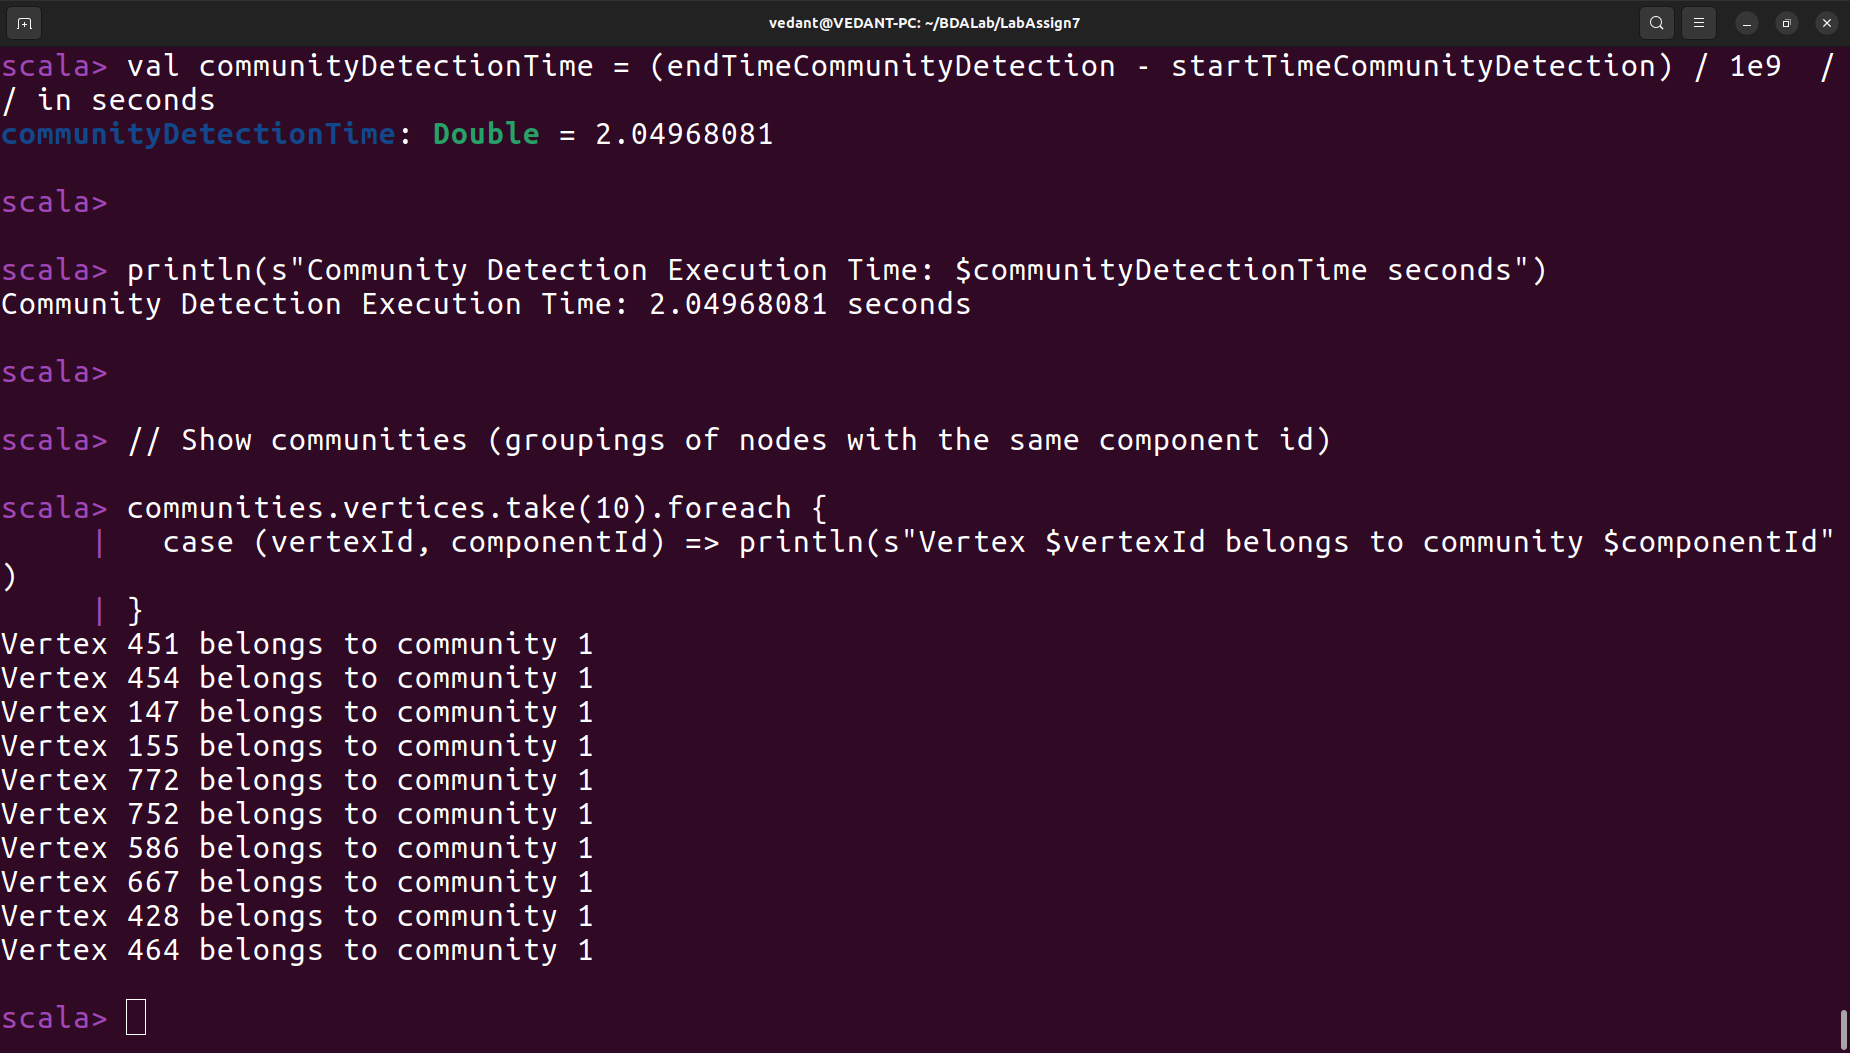 vedant@VEDANT-PC: ~/BDALab/LabAssign7
scala> val communityDetectionTime = (endTimeCommunityDetection - startTimeCommunityDetection) / 1e9  /
/ in seconds
communityDetectionTime: Double = 2.04968081
scala>
scala> println(s"Community Detection Execution Time: $communityDetectionTime seconds")
Community Detection Execution Time: 2.04968081 seconds
scala>
scala> // Show communities (groupings of nodes with the same component id)
scala> communities.vertices.take(10).foreach {
     |   case (vertexId, componentId) => println(s"Vertex $vertexId belongs to community $componentId"
)
     | }
Vertex 451 belongs to community 1
Vertex 454 belongs to community 1
Vertex 147 belongs to community 1
Vertex 155 belongs to community 1
Vertex 772 belongs to community 1
Vertex 752 belongs to community 1
Vertex 586 belongs to community 1
Vertex 667 belongs to community 1
Vertex 428 belongs to community 1
Vertex 464 belongs to community 1
scala>